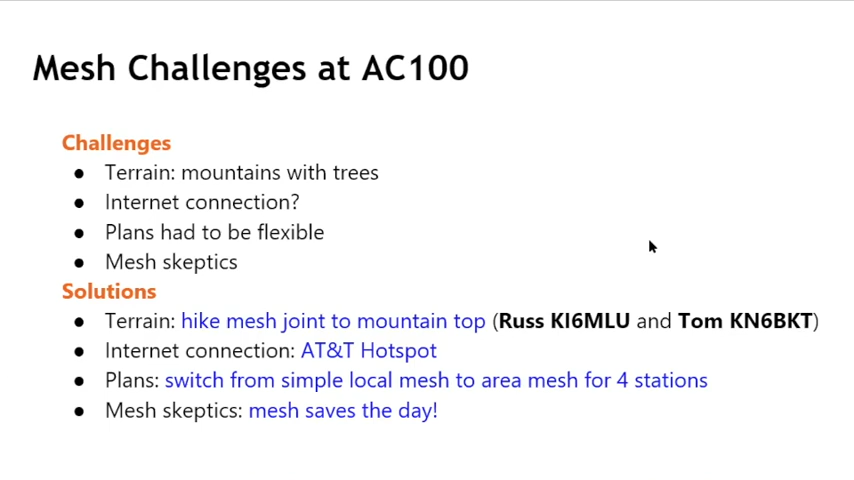 Mesh Challenges at AC100
Challenges
● Terrain: mountains with trees
● Internet connection?
● Plans had to be flexible
● Mesh skeptics
Solutions
● Terrain: hike mesh joint to mountain top (Russ KI6MLU and Tom KN6BKT)
● Internet connection: AT&T Hotspot
● Plans: switch from simple local mesh to area mesh for 4 stations
● Mesh skeptics: mesh saves the day!